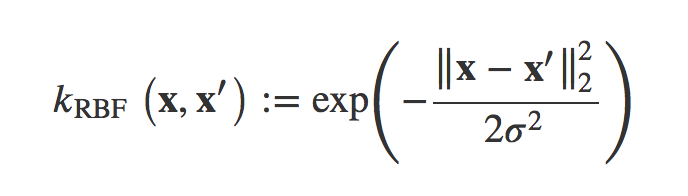 k_RBF (x, x′) := exp(−‖x − x′‖₂² / 2σ²)